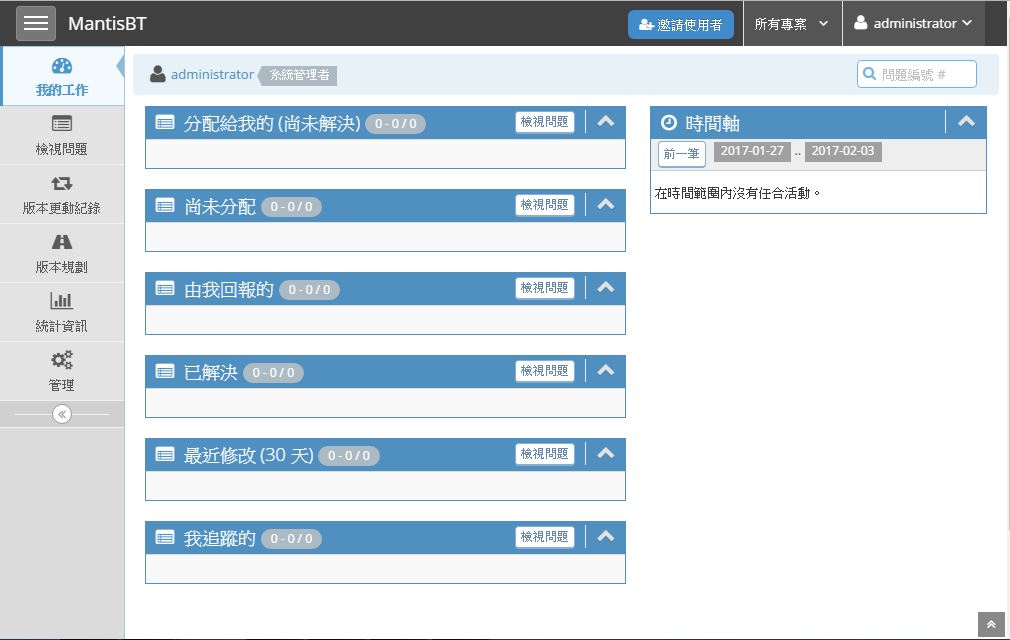 MantisBT
邀請使用者
所有專案
administrator
我的工作
檢視問題
版本更動紀錄
版本規劃
統計資訊
管理
administrator 系統管理者
問題編號 #
分配給我的 (尚未解決) 0 - 0 / 0 檢視問題
尚未分配 0 - 0 / 0 檢視問題
由我回報的 0 - 0 / 0 檢視問題
已解決 0 - 0 / 0 檢視問題
最近修改 (30 天) 0 - 0 / 0 檢視問題
我追蹤的 0 - 0 / 0 檢視問題
時間軸
前一筆 2017-01-27 .. 2017-02-03
在時間範圍內沒有任合活動。